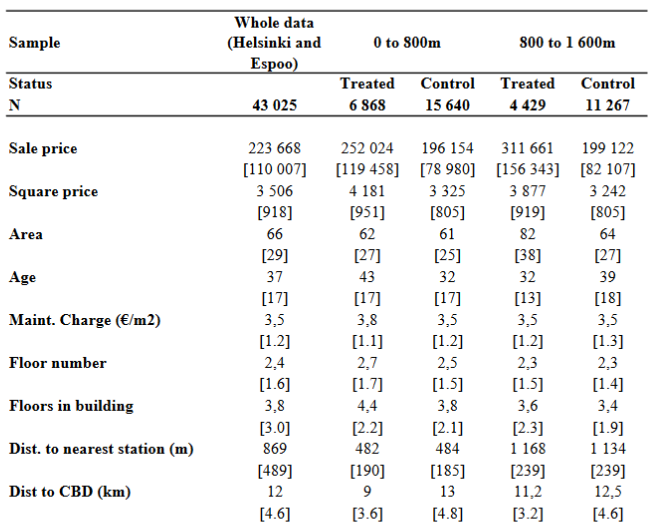 Whole data
Sample (Helsinki and 0 to 800m 800 to 1 600m
Espoo)
Status Treated Control Treated Control
N 43 025 6 868 15 640 4 429 11 267
Sale price 223 668 252 024 196 154 311 661 199 122
[110 007] [119 458] [78 980] [156 343] [82 107]
Square price 3 506 4 181 3 325 3 877 3 242
[918] [951] [805] [919] [805]
Area 66 62 61 82 64
[29] [27] [25] [38] [27]
Age 37 43 32 32 39
[17] [17] [17] [13] [18]
Maint. Charge (€/m2) 3,5 3,8 3,5 3,5 3,5
[1.2] [1.1] [1.2] [1.2] [1.3]
Floor number 2,4 2,7 2,5 2,3 2,3
[1.6] [1.7] [1.5] [1.5] [1.4]
Floors in building 3,8 4,4 3,8 3,6 3,4
[3.0] [2.2] [2.1] [2.3] [1.9]
Dist. to nearest station (m) 869 482 484 1 168 1 134
[489] [190] [185] [239] [239]
Dist to CBD (km) 12 9 13 11,2 12,5
[4.6] [3.6] [4.8] [3.2] [4.6]